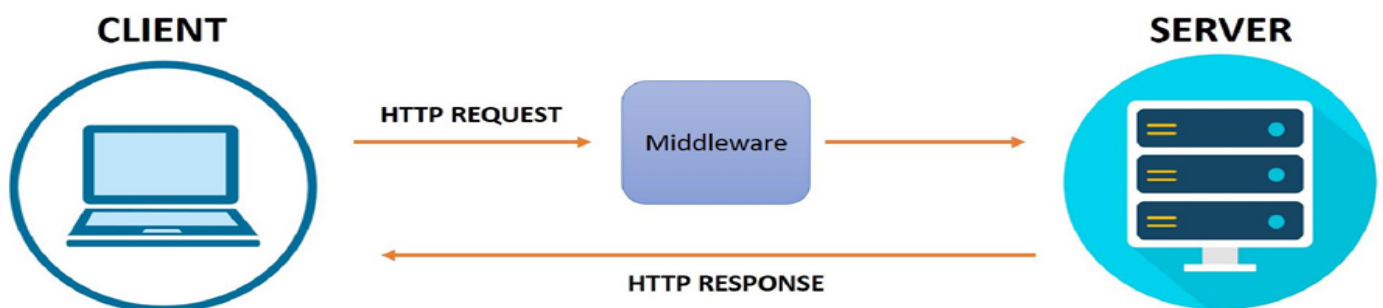 CLIENT
SERVER
HTTP REQUEST
Middleware
HTTP RESPONSE